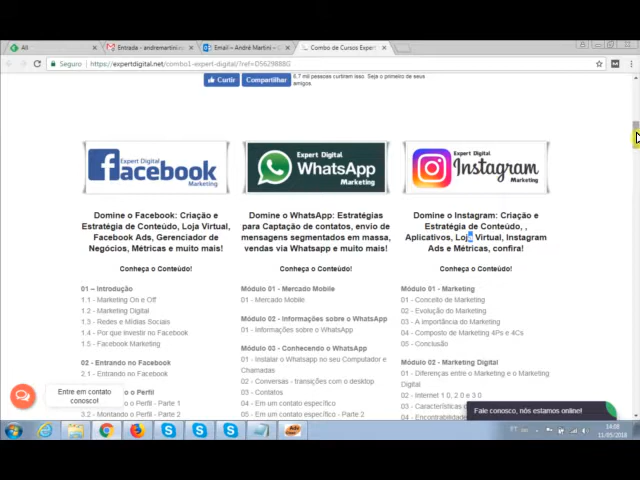 All
Entrada - andremartini
Email – André Martini –
Combo de Cursos Expert
Seguro
https://expertdigital.net/combo1-expert-digital/?ref=D5629888G
Curtir
Compartilhar
6,7 mil pessoas curtiram isso. Seja o primeiro de seus
amigos.
Expert Digital
facebook
Marketing
Expert Digital
WhatsApp
Marketing
Expert Digital
Instagram
Marketing
Domine o Facebook: Criação e
Estratégia de Conteúdo, Loja Virtual,
Facebook Ads, Gerenciador de
Negócios, Métricas e muito mais!
Conheça o Conteúdo!
01 – Introdução
1.1 - Marketing On e Off
1.2 - Marketing Digital
1.3 - Redes e Mídias Sociais
1.4 - Por que investir no Facebook
1.5 - Facebook Marketing
02 - Entrando no Facebook
2.1 - Entrando no Facebook
o Perfil
o Perfil - Parte 1
3.2 - Montando o Perfil - Parte 2
Domine o WhatsApp: Estratégias
para Captação de contatos, envio de
mensagens segmentados em massa,
vendas via Whatsapp e muito mais!
Conheça o Conteúdo!
Módulo 01 - Mercado Mobile
01 - Mercado Mobile
Módulo 02 - Informações sobre o WhatsApp
01 - Informações sobre o WhatsApp
Módulo 03 - Conhecendo o WhatsApp
01 - Instalar o Whatsapp no seu Computador e
Chamadas
02 - Conversas - transições com o desktop
03 - Contatos
04 - Em um contato específico
05 - Em um contato específico - Parte 2
Domine o Instagram: Criação e
Estratégia de Conteúdo, ,
Aplicativos, Loja Virtual, Instagram
Ads e Métricas, confira!
Conheça o Conteúdo!
Módulo 01 - Marketing
01 - Conceito de Marketing
02 - Evolução do Marketing
03 - A importância do Marketing
04 - Composto de Marketing 4Ps e 4Cs
05 - Conclusão
Módulo 02 - Marketing Digital
01 - Diferenças entre o Marketing e o Marketing
Digital
02 - Internet 1 0, 2.0 e 3 0
03 - Característicos
04 - Encontrado
Entre em contato
conosco!
Fale conosco, nós estamos online!
PT
14:08
11/05/2018